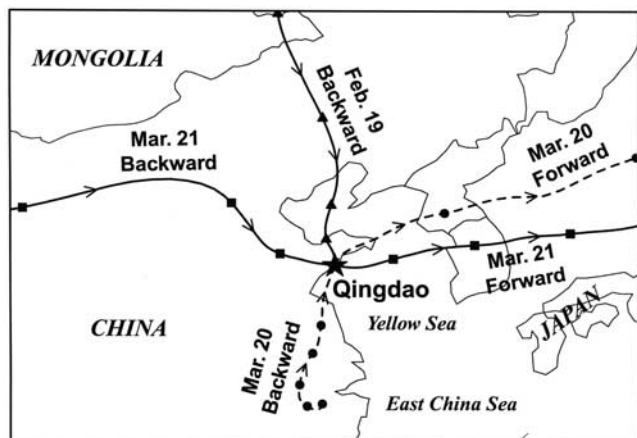 MONGOLIA
Feb. 19
Backward
Mar. 21
Backward
Mar. 20
Forward
Mar. 21
Forward
Qingdao
CHINA
Yellow Sea
JAPAN
Mar. 20
Backward
East China Sea